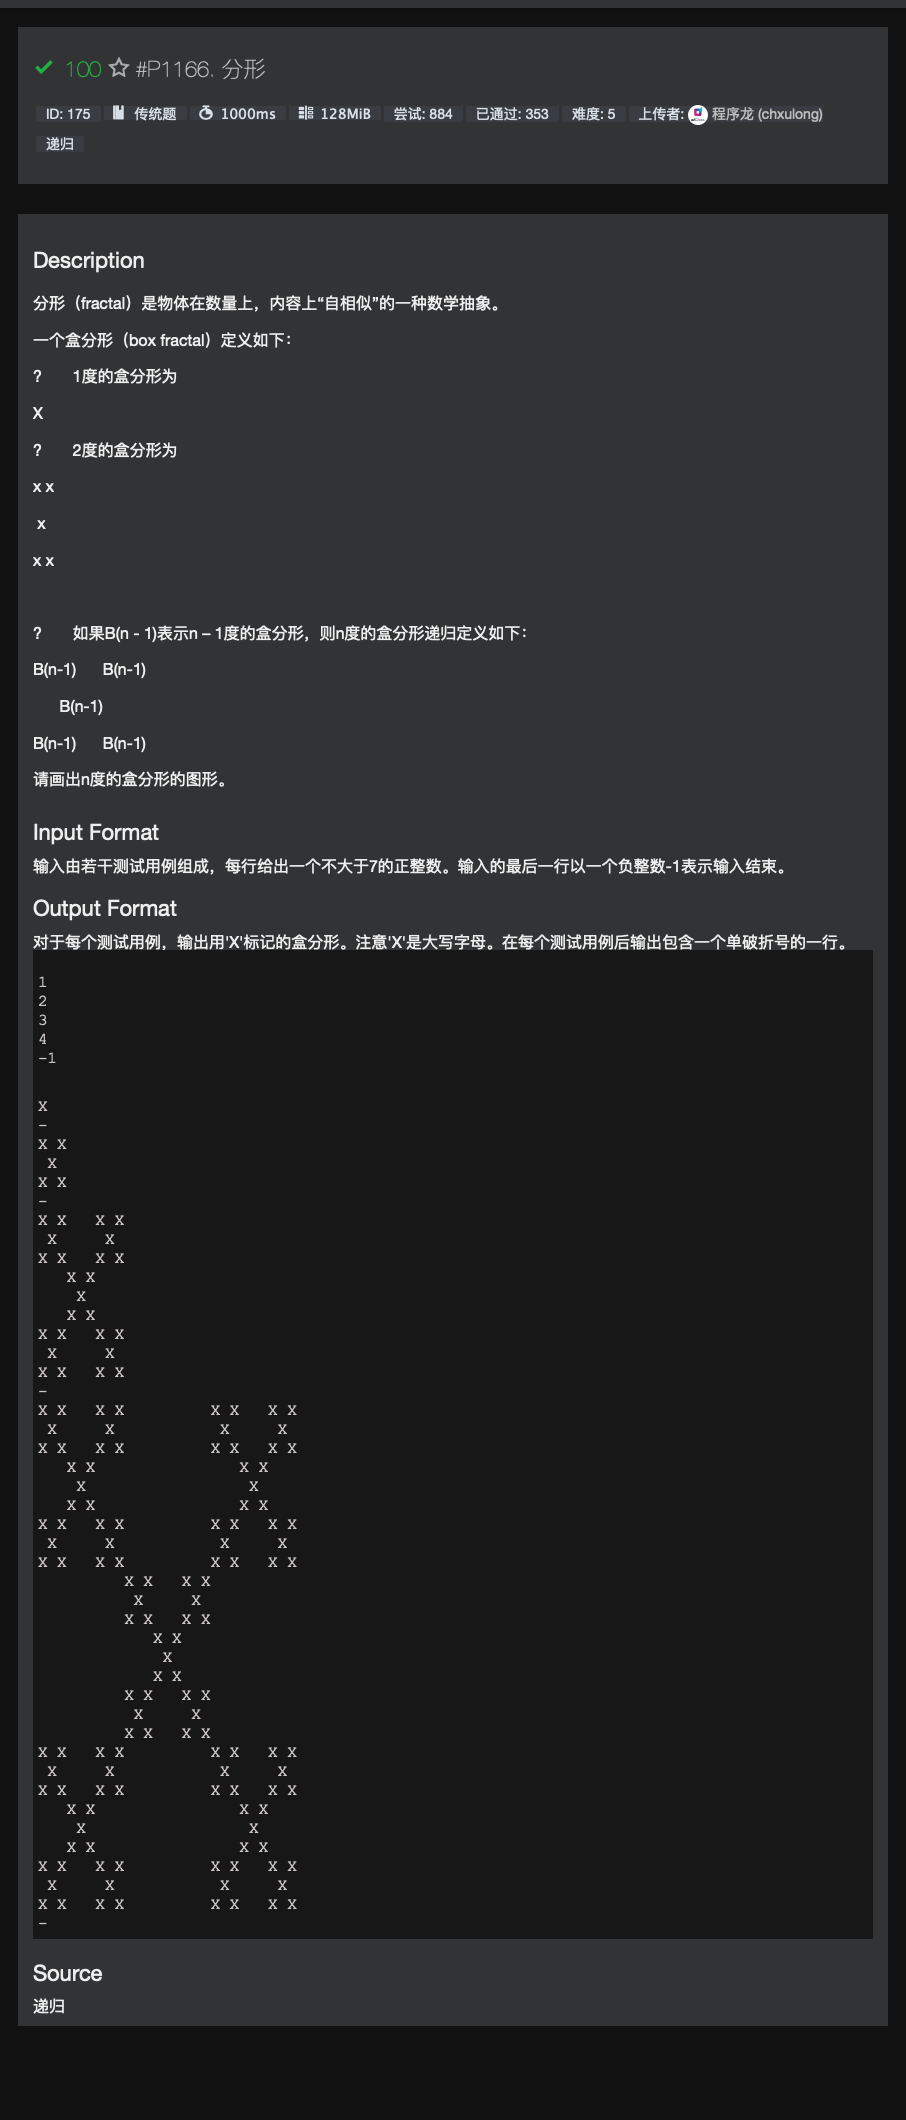 100 #P1166. 分形
ID: 175 传统题 1000ms 128MiB 尝试: 884 已通过: 353 难度: 5 上传者: 程序龙 (chxulong)
递归
Description
分形（fractal）是物体在数量上，内容上“自相似”的一种数学抽象。
一个盒分形（box fractal）定义如下：
? 1度的盒分形为
X
? 2度的盒分形为
x x
 x
x x
? 如果B(n - 1)表示n – 1度的盒分形，则n度的盒分形递归定义如下：
B(n-1) B(n-1)
 B(n-1)
B(n-1) B(n-1)
请画出n度的盒分形的图形。
Input Format
输入由若干测试用例组成，每行给出一个不大于7的正整数。输入的最后一行以一个负整数-1表示输入结束。
Output Format
对于每个测试用例，输出用'X'标记的盒分形。注意'X'是大写字母。在每个测试用例后输出包含一个单破折号的一行。
1
2
3
4
-1
x
-
x x
 x
x x
-
x x   x x
 x     x
x x   x x
   x x
    x
   x x
x x   x x
 x     x
x x   x x
-
x x   x x         x x   x x
 x     x           x     x
x x   x x         x x   x x
   x x               x x
    x                 x
   x x               x x
x x   x x         x x   x x
 x     x           x     x
x x   x x         x x   x x
         x x   x x
          x     x
         x x   x x
            x x
             x
            x x
         x x   x x
          x     x
         x x   x x
x x   x x         x x   x x
 x     x           x     x
x x   x x         x x   x x
   x x               x x
    x                 x
   x x               x x
x x   x x         x x   x x
 x     x           x     x
x x   x x         x x   x x
-
Source
递归